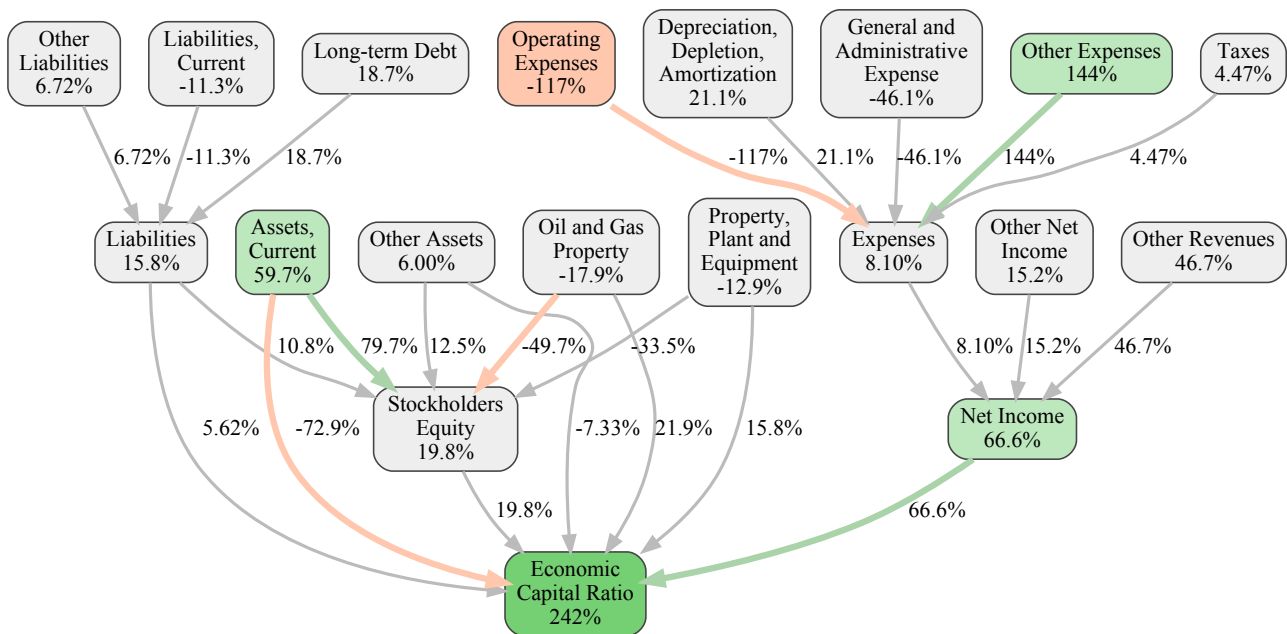 Other
Liabilities
6.72%
Liabilities,
Current
-11.3%
Long-term Debt
18.7%
Operating
Expenses
-117%
Depreciation,
Depletion,
Amortization
21.1%
General and
Administrative
Expense
-46.1%
Other Expenses
144%
Taxes
4.47%
6.72%
-11.3%
18.7%
-117%
21.1%
-46.1%
144%
4.47%
Liabilities
15.8%
Assets,
Current
59.7%
Other Assets
6.00%
Oil and Gas
Property
-17.9%
Property,
Plant and
Equipment
-12.9%
Expenses
8.10%
Other Net
Income
15.2%
Other Revenues
46.7%
10.8%
79.7%
12.5%
-49.7%
-33.5%
8.10%
15.2%
46.7%
Stockholders
Equity
19.8%
Net Income
66.6%
5.62%
-72.9%
-7.33%
21.9%
15.8%
19.8%
66.6%
Economic
Capital Ratio
242%